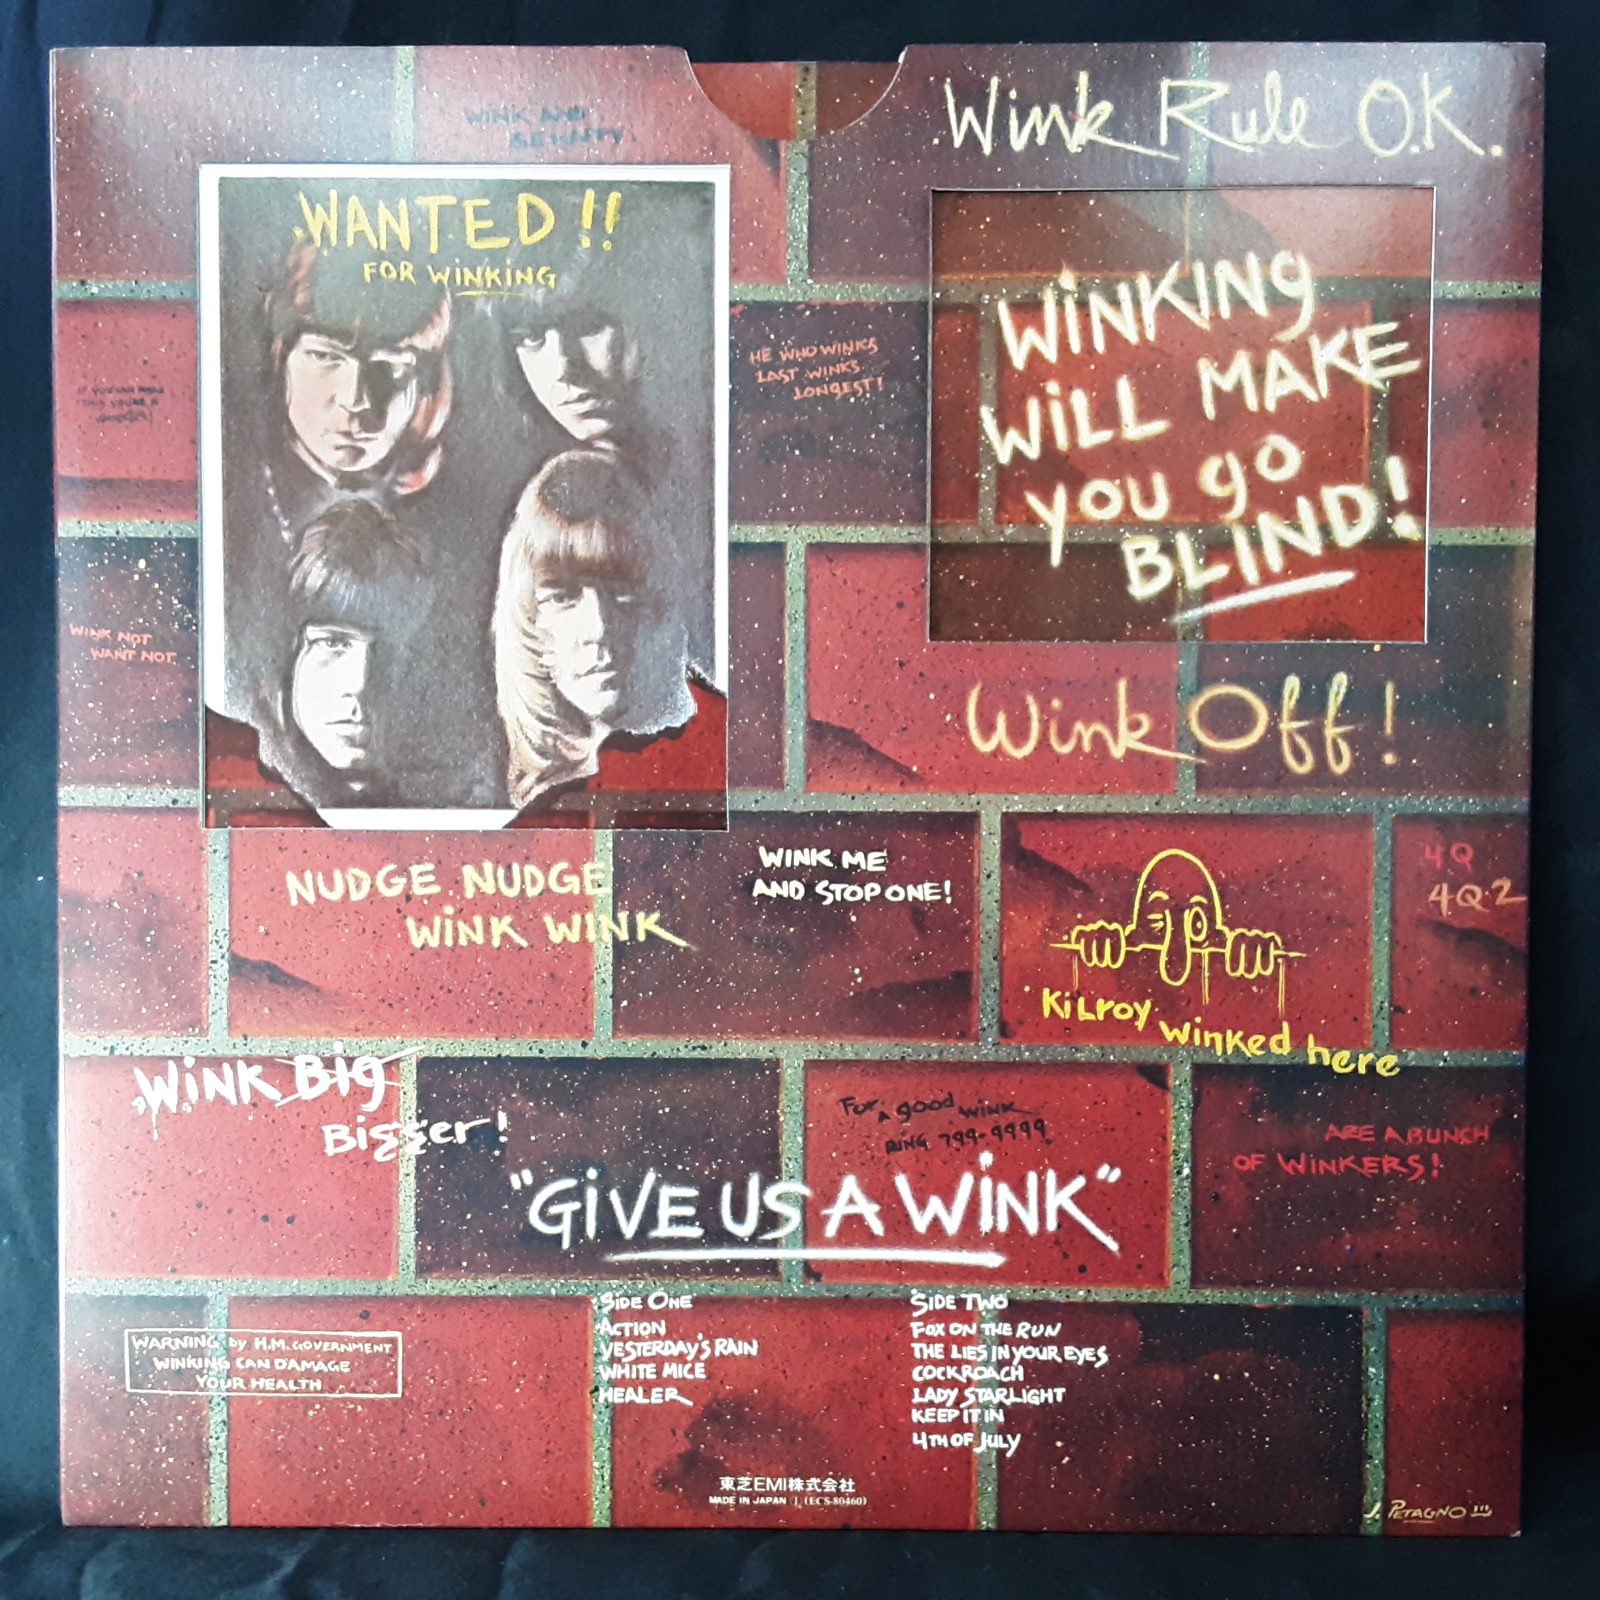 Wink Rule O.K.
WINK AND
BE HAPPY.
WANTED!!
FOR WINKING
WINKING
WILL MAKE
YOU gO
BLIND!
HE WHO WINKS
LAST WINKS
LONGEST!
WINK NOT
WANT NOT
Wink Off!
NUDGE NUDGE
WINK WINK
WINK ME
AND STOP ONE!
4Q
4Q2
KiLroy winked here
WINK BIg
BIGGer!
For A good WINK
RING 799-9999
ARE A BUNCH
OF WINKERS!
"GIVE US A WINK"
SIDE ONE
ACTION
YESTERDAY'S RAIN
WHITE MICE
HEALER
SIDE TWO
FOX ON THE RUN
THE LIES IN YOUR EYES
COCKROACH
LADY STARLIGHT
KEEP IT IN
4TH OF JULY
WARNING by H.M. GOVERNMENT
WINKING CAN DAMAGE
YOUR HEALTH
東芝EMI株式会社
MADE IN JAPAN (ECS-80460)
J. PETAGNO III